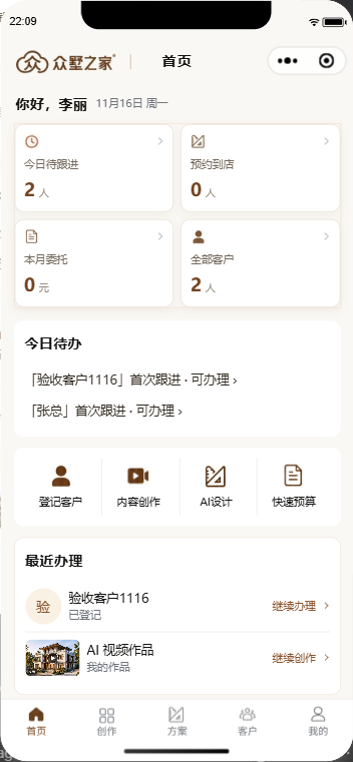 22:09
众墅之家
首页
你好，李丽 11月16日 周一
今日待跟进
2 人
预约到店
0 人
本月委托
0 元
全部客户
2 人
今日待办
「验收客户1116」首次跟进 · 可办理 ›
「张总」首次跟进 · 可办理 ›
登记客户
内容创作
AI设计
快速预算
最近办理
验
验收客户1116
已登记
继续办理 ›
AI 视频作品
我的作品
继续创作 ›
首页
创作
方案
客户
我的